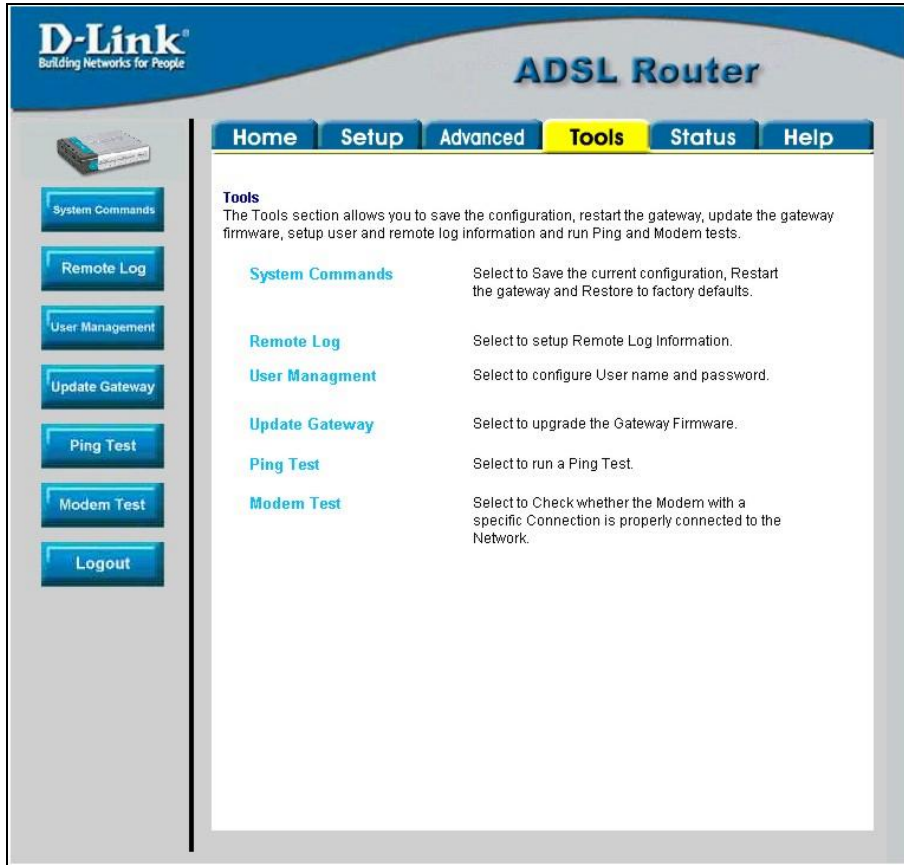 D-Link®
Building Networks for People
ADSL Router
Home
Setup
Advanced
Tools
Status
Help
System Commands
Remote Log
User Management
Update Gateway
Ping Test
Modem Test
Logout
Tools
The Tools section allows you to save the configuration, restart the gateway, update the gateway
firmware, setup user and remote log information and run Ping and Modem tests.
System Commands
Select to Save the current configuration, Restart
the gateway and Restore to factory defaults.
Remote Log
Select to setup Remote Log Information.
User Managment
Select to configure User name and password.
Update Gateway
Select to upgrade the Gateway Firmware.
Ping Test
Select to run a Ping Test.
Modem Test
Select to Check whether the Modem with a
specific Connection is properly connected to the
Network.